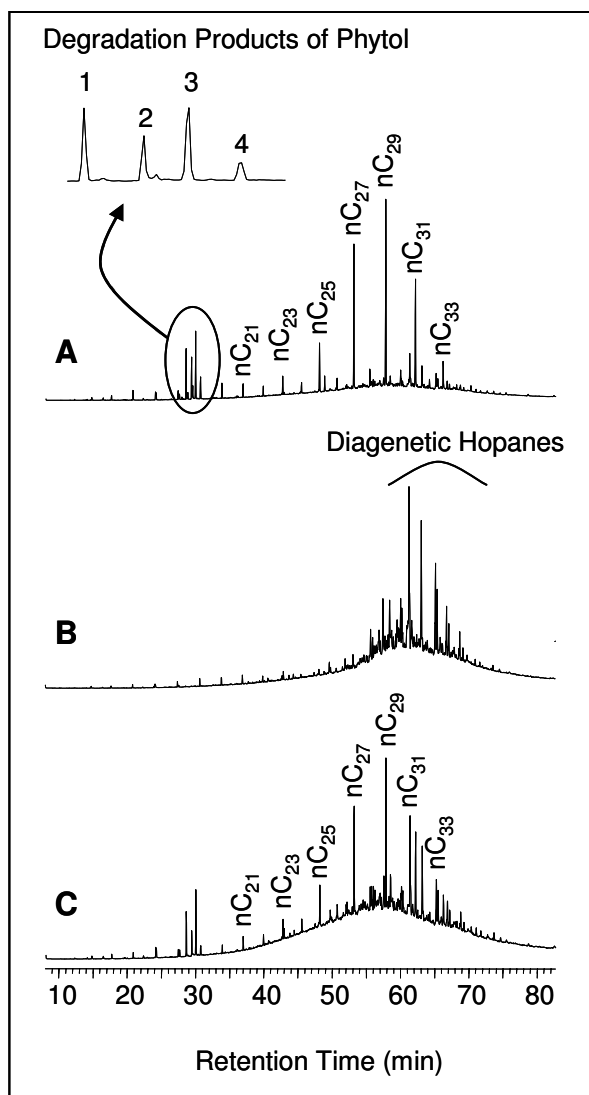 Degradation Products of Phytol
1
2
3
4
nC29
nC27
nC31
nC25
nC33
nC23
nC21
A
Diagenetic Hopanes
B
nC29
nC27
nC31
nC25
nC33
nC23
nC21
C
10 20 30 40 50 60 70 80
Retention Time (min)